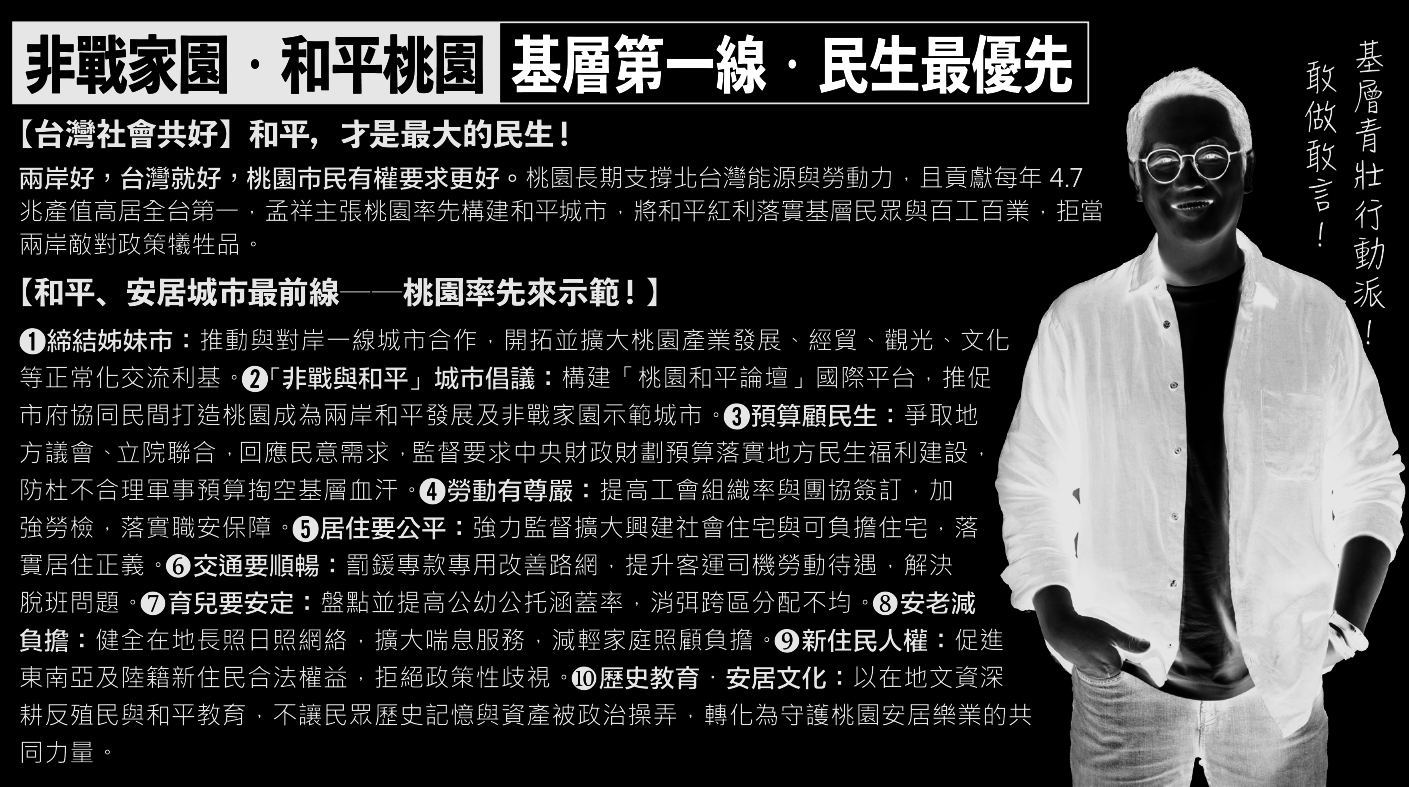 非戰家園·和平桃園 基層第一線·民生最優先
【台灣社會共好】和平，才是最大的民生！
兩岸好，台灣就好，桃園市民有權要求更好。桃園長期支撐北台灣能源與勞動力，且貢獻每年 4.7
兆產值高居全台第一，孟祥主張桃園率先構建和平城市，將和平紅利落實基層民眾與百工百業，拒當
兩岸敵對政策犧牲品。
【和平、安居城市最前線——桃園率先來示範！】
❶締結姊妹市：推動與對岸一線城市合作，開拓並擴大桃園產業發展、經貿、觀光、文化
等正常化交流利基。❷「非戰與和平」城市倡議：構建「桃園和平論壇」國際平台，推促
市府協同民間打造桃園成為兩岸和平發展及非戰家園示範城市。❸預算顧民生：爭取地
方議會、立院聯合，回應民意需求，監督要求中央財政財劃預算落實地方民生福利建設，
防杜不合理軍事預算掏空基層血汗。❹勞動有尊嚴：提高工會組織率與團協簽訂，加
強勞檢，落實職安保障。❺居住要公平：強力監督擴大興建社會住宅與可負擔住宅，落
實居住正義。❻交通要順暢：罰鍰專款專用改善路網，提升客運司機勞動待遇，解決
脫班問題。❼育兒要安定：盤點並提高公幼公托涵蓋率，消弭跨區分配不均。❽安老減
負擔：健全在地長照日照網絡，擴大喘息服務，減輕家庭照顧負擔。❾新住民人權：促進
東南亞及陸籍新住民合法權益，拒絕政策性歧視。❿歷史教育·安居文化：以在地文資深
耕反殖民與和平教育，不讓民眾歷史記憶與資產被政治操弄，轉化為守護桃園安居樂業的共
同力量。
基層青壯行動派！
敢做敢言！